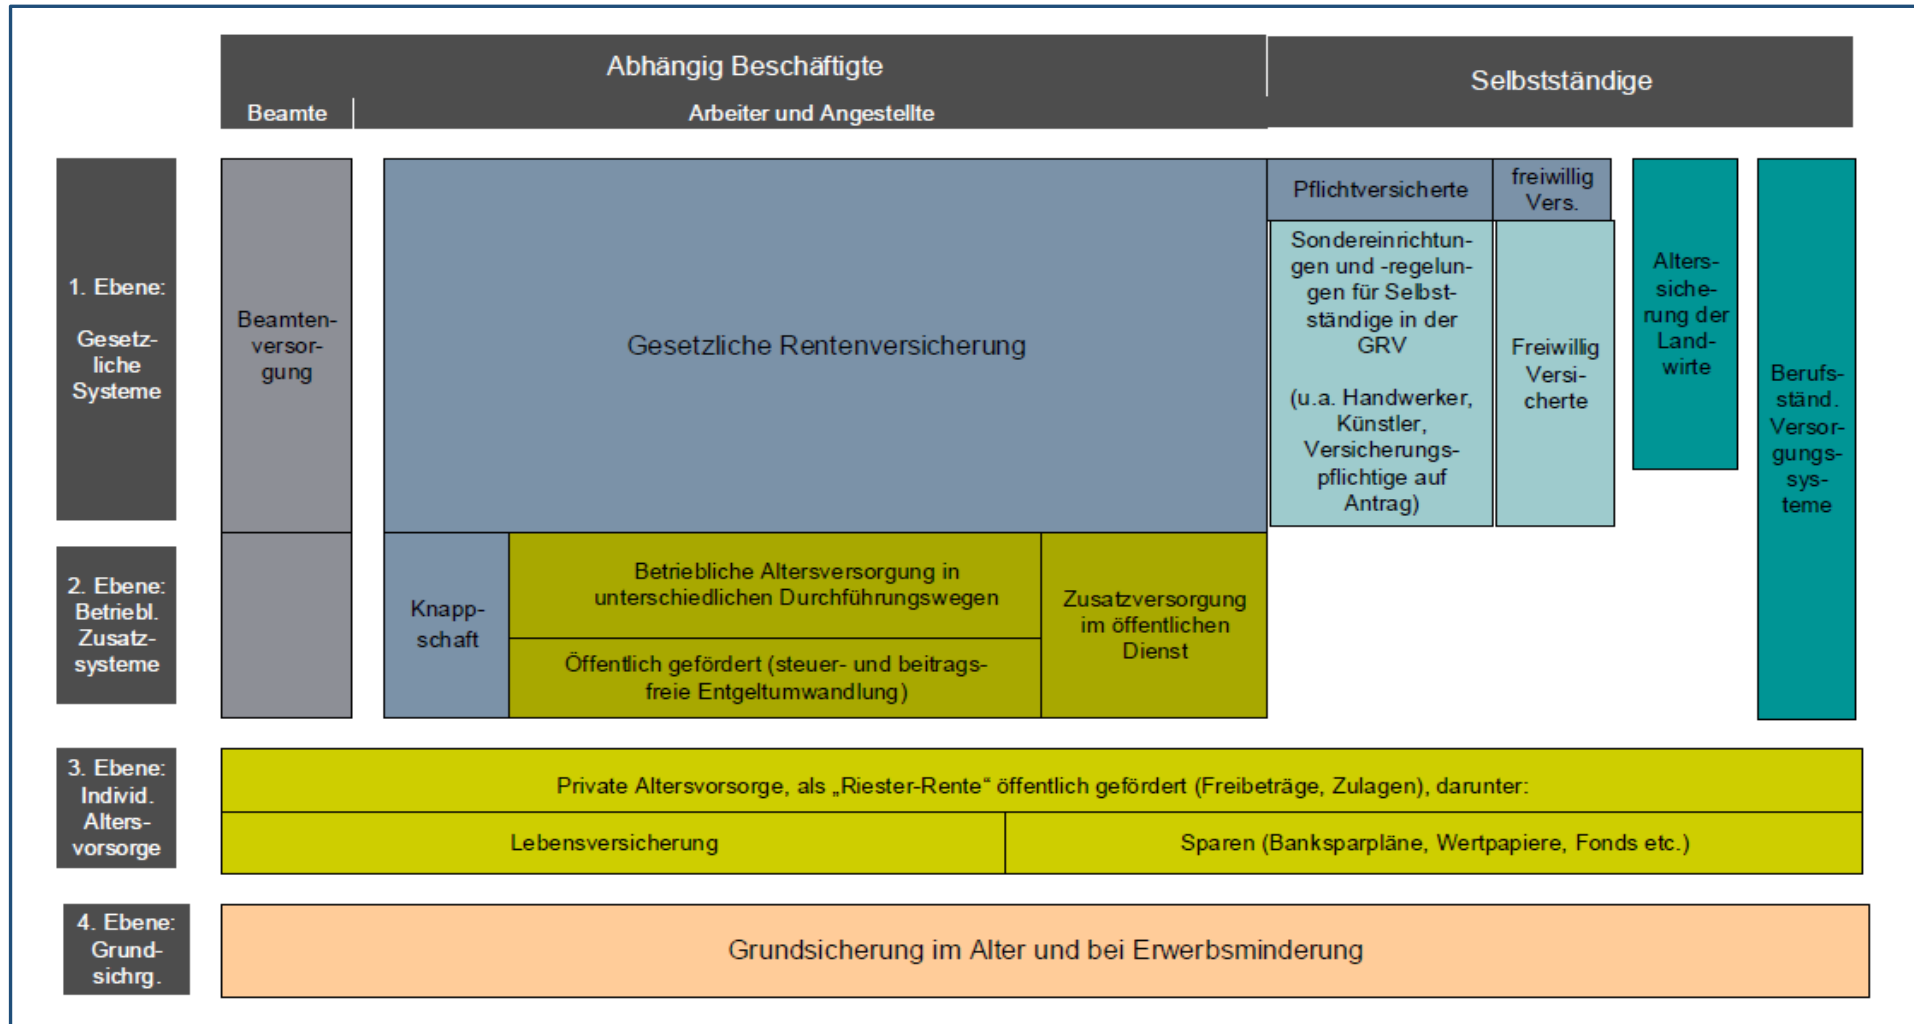 Abhängig Beschäftigte
Selbstständige
Beamte
Arbeiter und Angestellte
1. Ebene:
Gesetz-
liche
Systeme
Beamten-
versor-
gung
Gesetzliche Rentenversicherung
Pflichtversicherte
freiwillig
Vers.
Sondereinrichtun-
gen und -regelun-
gen für Selbst-
ständige in der
GRV
(u.a. Handwerker,
Künstler,
Versicherungs-
pflichtige auf
Antrag)
Freiwillig
Versi-
cherte
Alters-
siche-
rung der
Land-
wirte
Berufs-
ständ.
Versor-
gungs-
sys-
teme
2. Ebene:
Betriebl.
Zusatz-
systeme
Knapp-
schaft
Betriebliche Altersversorgung in
unterschiedlichen Durchführungswegen
Öffentlich gefördert (steuer- und beitrags-
freie Entgeltumwandlung)
Zusatzversorgung
im öffentlichen
Dienst
3. Ebene:
Individ.
Alters-
vorsorge
Private Altersvorsorge, als „Riester-Rente“ öffentlich gefördert (Freibeträge, Zulagen), darunter:
Lebensversicherung
Sparen (Banksparpläne, Wertpapiere, Fonds etc.)
4. Ebene:
Grund-
sichrg.
Grundsicherung im Alter und bei Erwerbsminderung